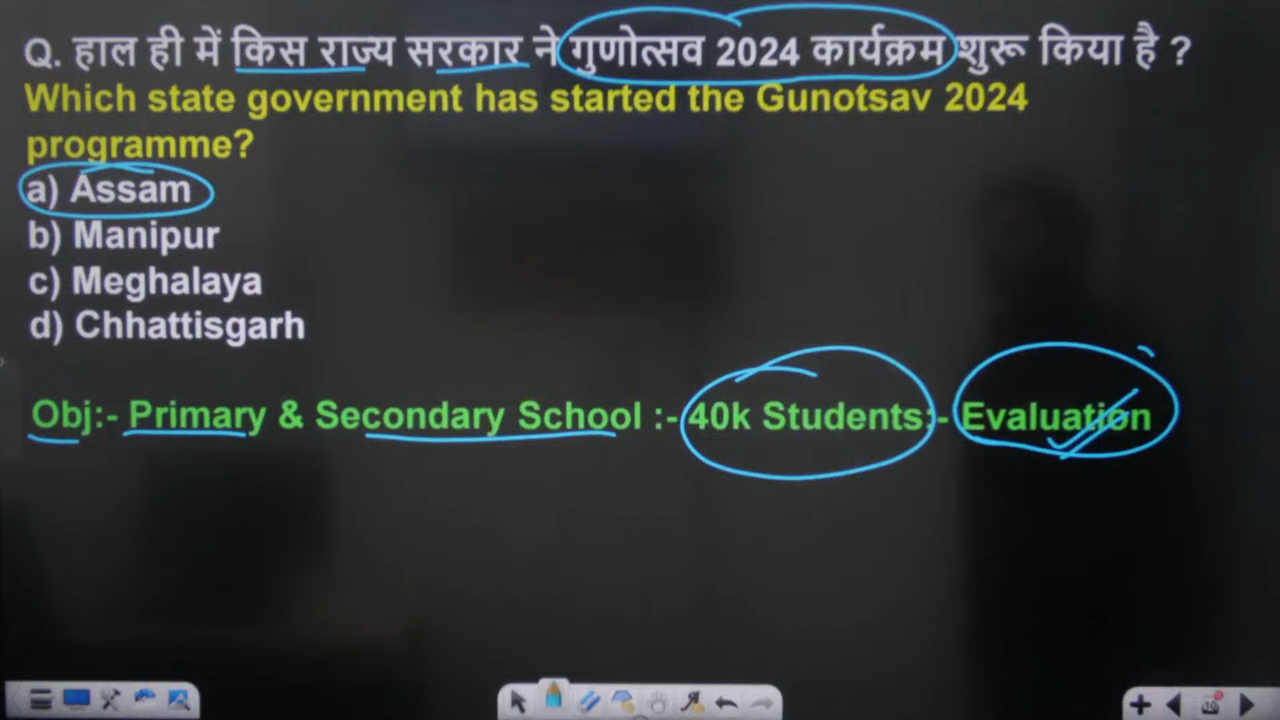 Q. हाल ही में किस राज्य सरकार ने गुणोत्सव 2024 कार्यक्रम शुरू किया है ?
Which state government has started the Gunotsav 2024
programme?
a) Assam
b) Manipur
c) Meghalaya
d) Chhattisgarh
Obj:- Primary & Secondary School :- 40k Students:- Evaluation
19